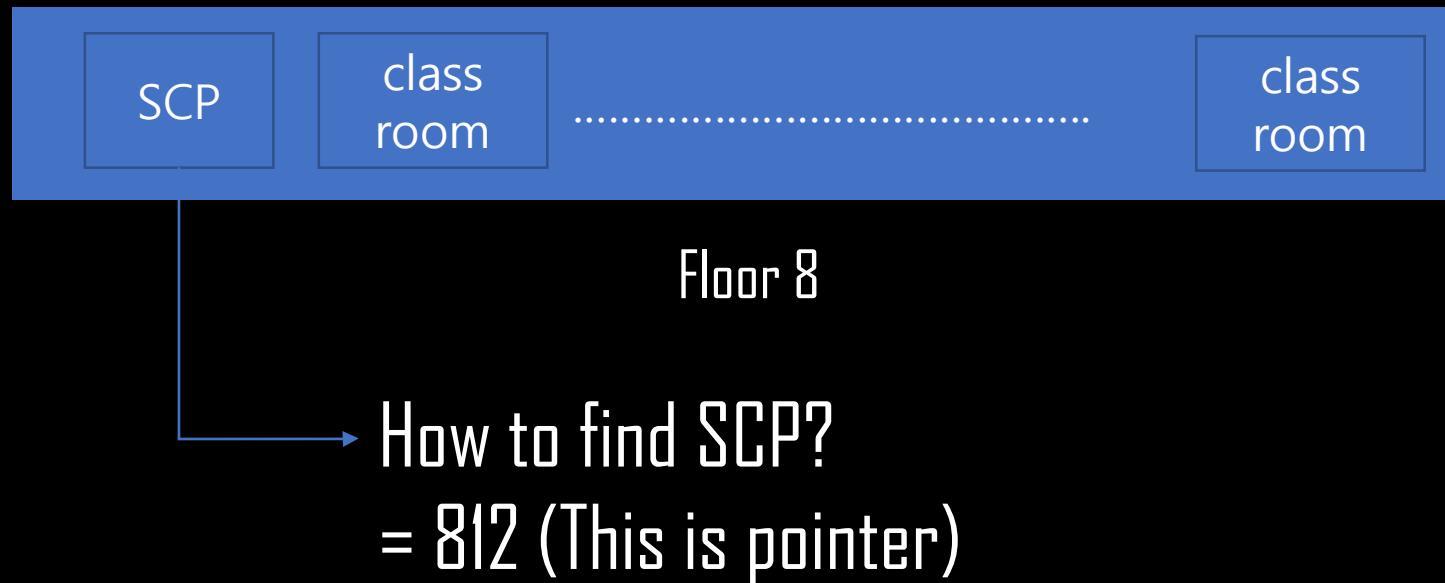 SCP
class
room
...........................................
class
room
Floor 8
How to find SCP?
= 812 (This is pointer)